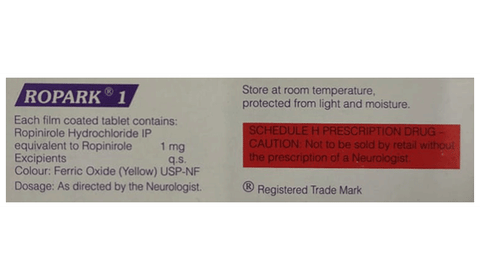 ROPARK ® 1
Each film coated tablet contains:
Ropinirole Hydrochloride IP
equivalent to Ropinirole 1 mg
Excipients q.s.
Colour: Ferric Oxide (Yellow) USP-NF
Dosage: As directed by the Neurologist.
Store at room temperature,
protected from light and moisture.
SCHEDULE H PRESCRIPTION DRUG –
CAUTION: Not to be sold by retail without
the prescription of a Neurologist.
® Registered Trade Mark